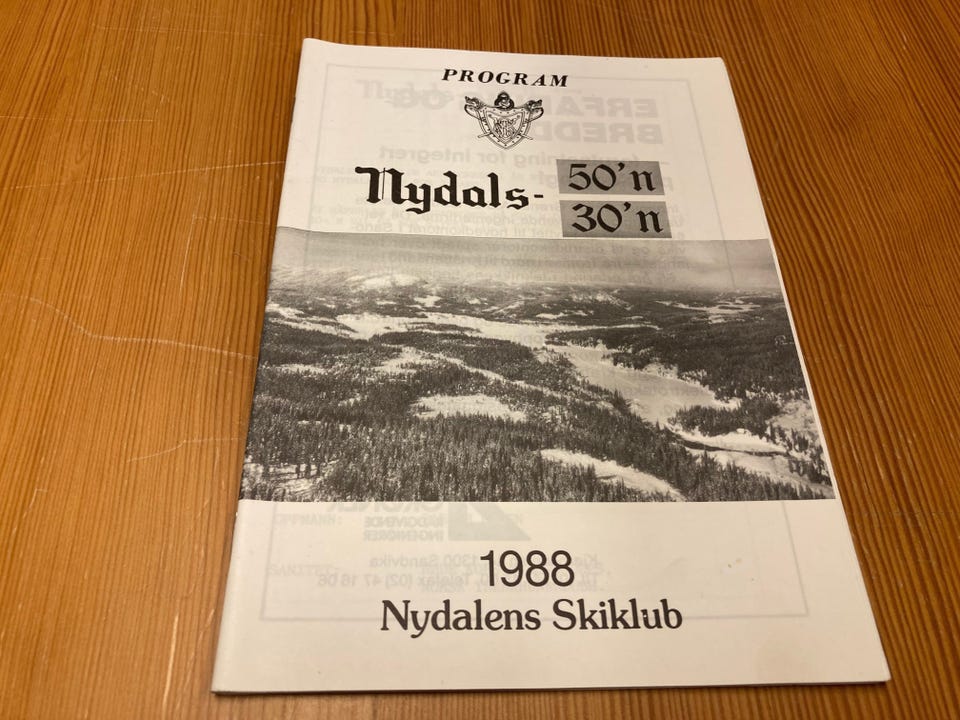 PROGRAM
Nydals- 50'n
30'n
1988
Nydalens Skiklub